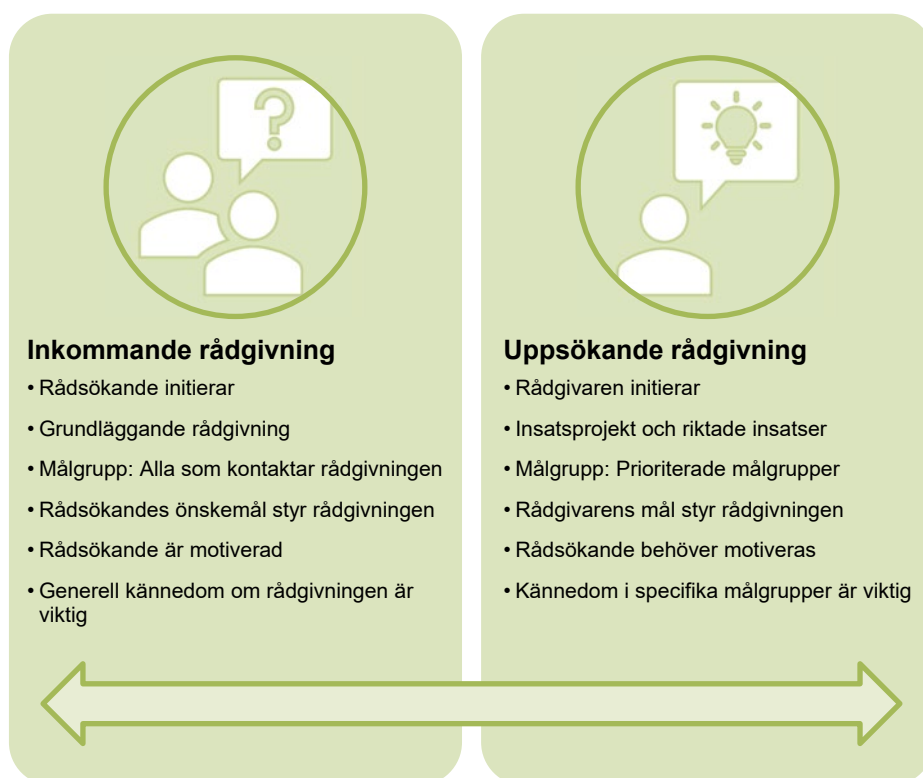 ?
Inkommande rådgivning
• Rådsökande initierar
• Grundläggande rådgivning
• Målgrupp: Alla som kontaktar rådgivningen
• Rådsökandes önskemål styr rådgivningen
• Rådsökande är motiverad
• Generell kännedom om rådgivningen är
viktig
Uppsökande rådgivning
• Rådgivaren initierar
• Insatsprojekt och riktade insatser
• Målgrupp: Prioriterade målgrupper
• Rådgivarens mål styr rådgivningen
• Rådsökande behöver motiveras
• Kännedom i specifika målgrupper är viktig